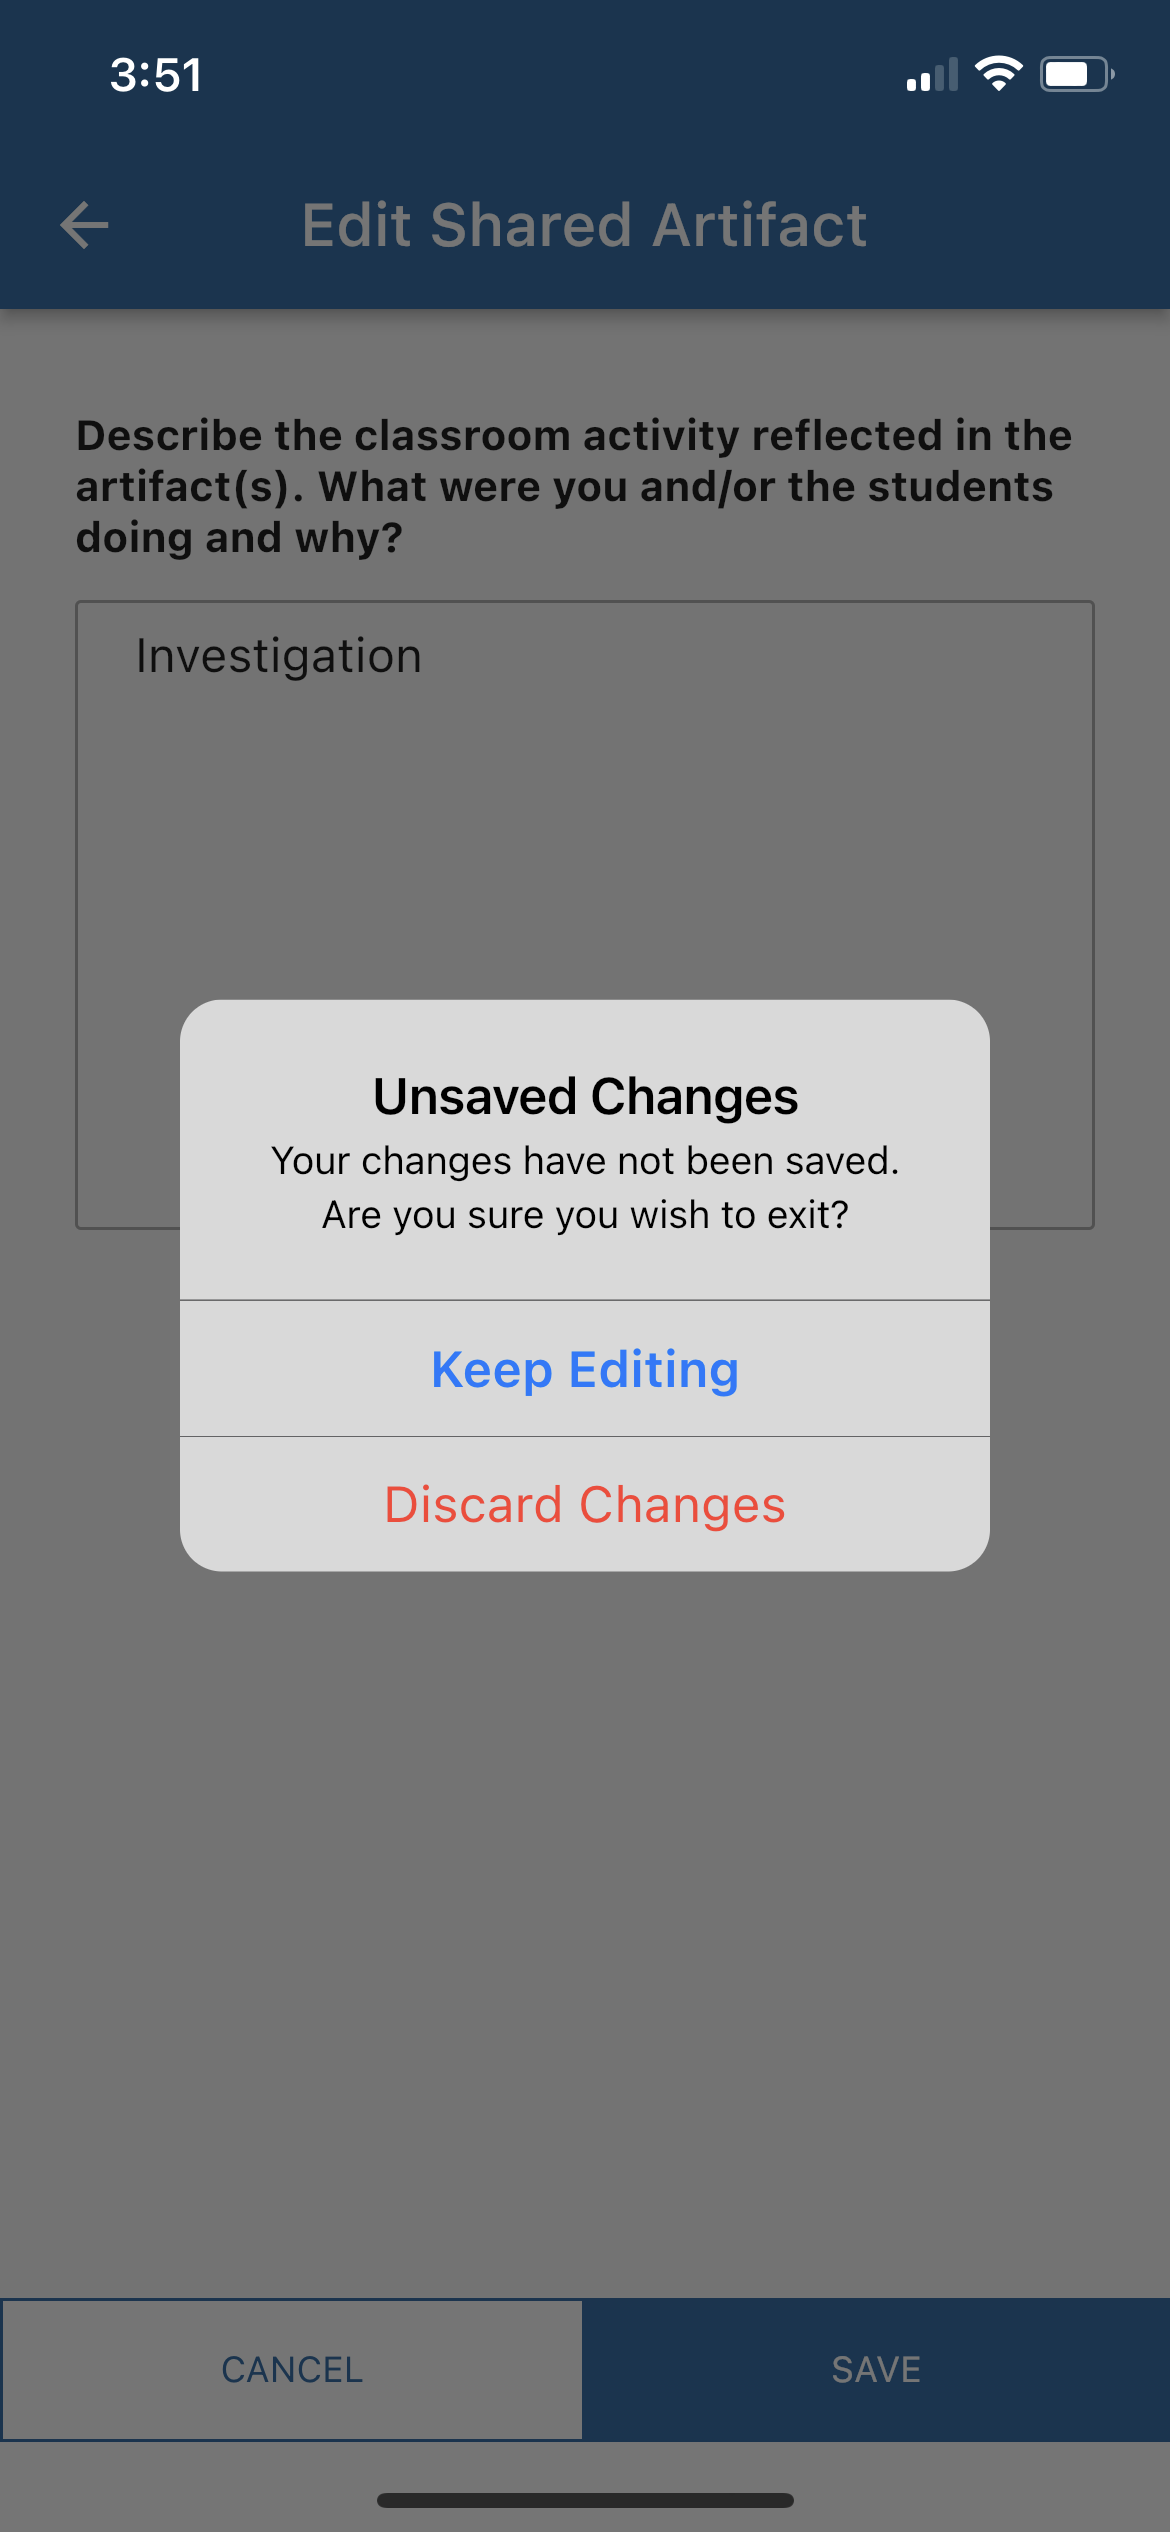 3:51
Edit Shared Artifact
Describe the classroom activity reflected in the
artifact(s). What were you and/or the students
doing and why?
Investigation
Unsaved Changes
Your changes have not been saved.
Are you sure you wish to exit?
Keep Editing
Discard Changes
CANCEL
SAVE